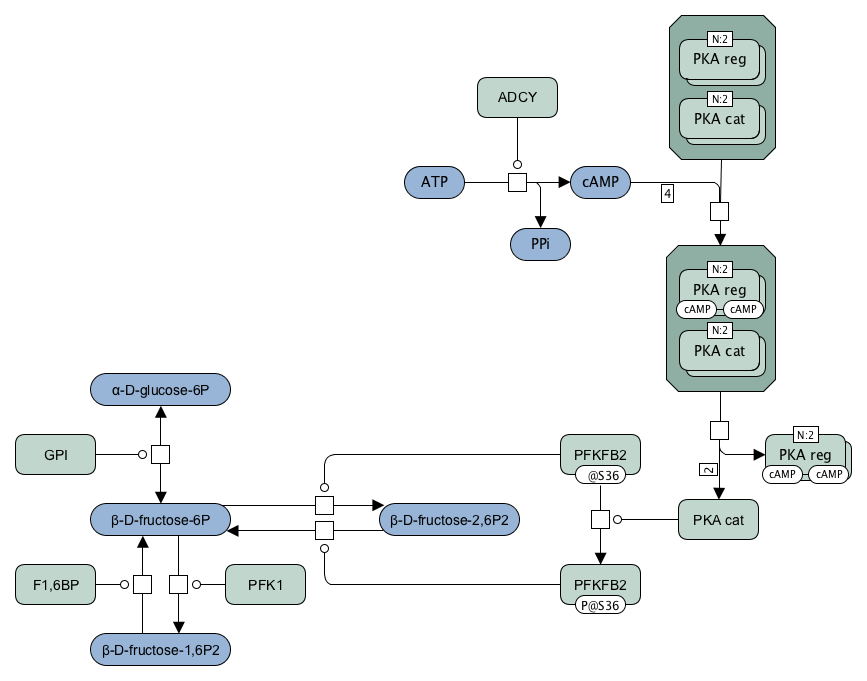 N:2
PKA reg
N:2
PKA cat
ADCY
ATP
cAMP
4
PPi
N:2
PKA reg
cAMP cAMP
N:2
PKA cat
α-D-glucose-6P
GPI
PFKFB2
@S36
N:2
PKA reg
cAMP cAMP
2
β-D-fructose-6P
β-D-fructose-2,6P2
PKA cat
F1,6BP
PFK1
PFKFB2
P@S36
β-D-fructose-1,6P2